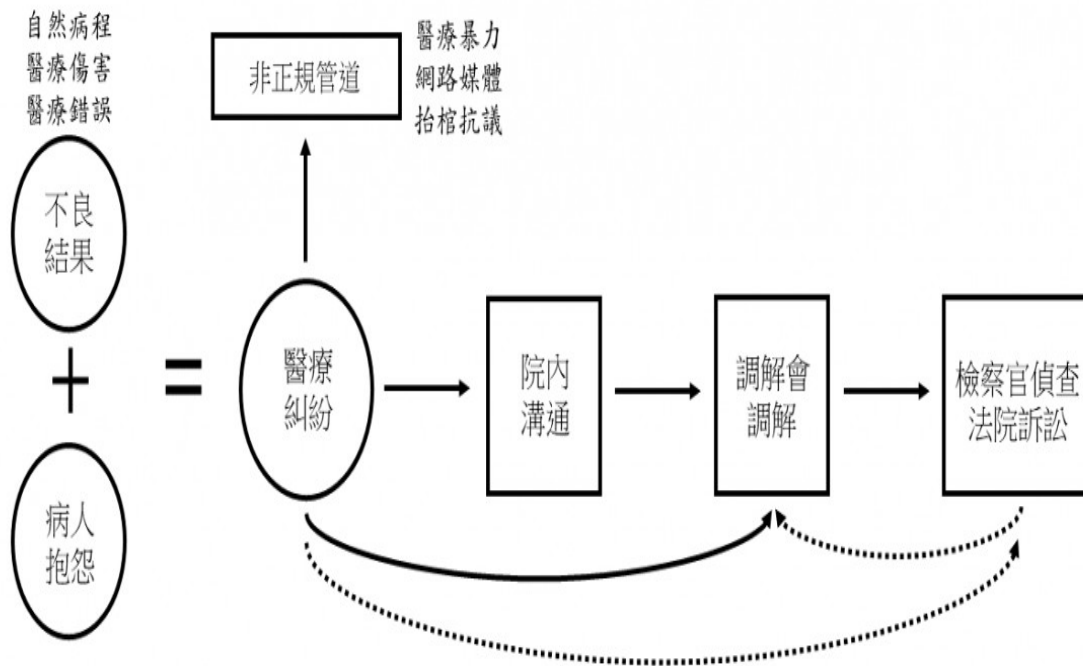 自然病程
醫療傷害
醫療錯誤
非正規管道
醫療暴力
網路媒體
抬棺抗議
不良
結果
+
=
醫療
糾紛
院內
溝通
調解會
調解
檢察官偵查
法院訴訟
病人
抱怨